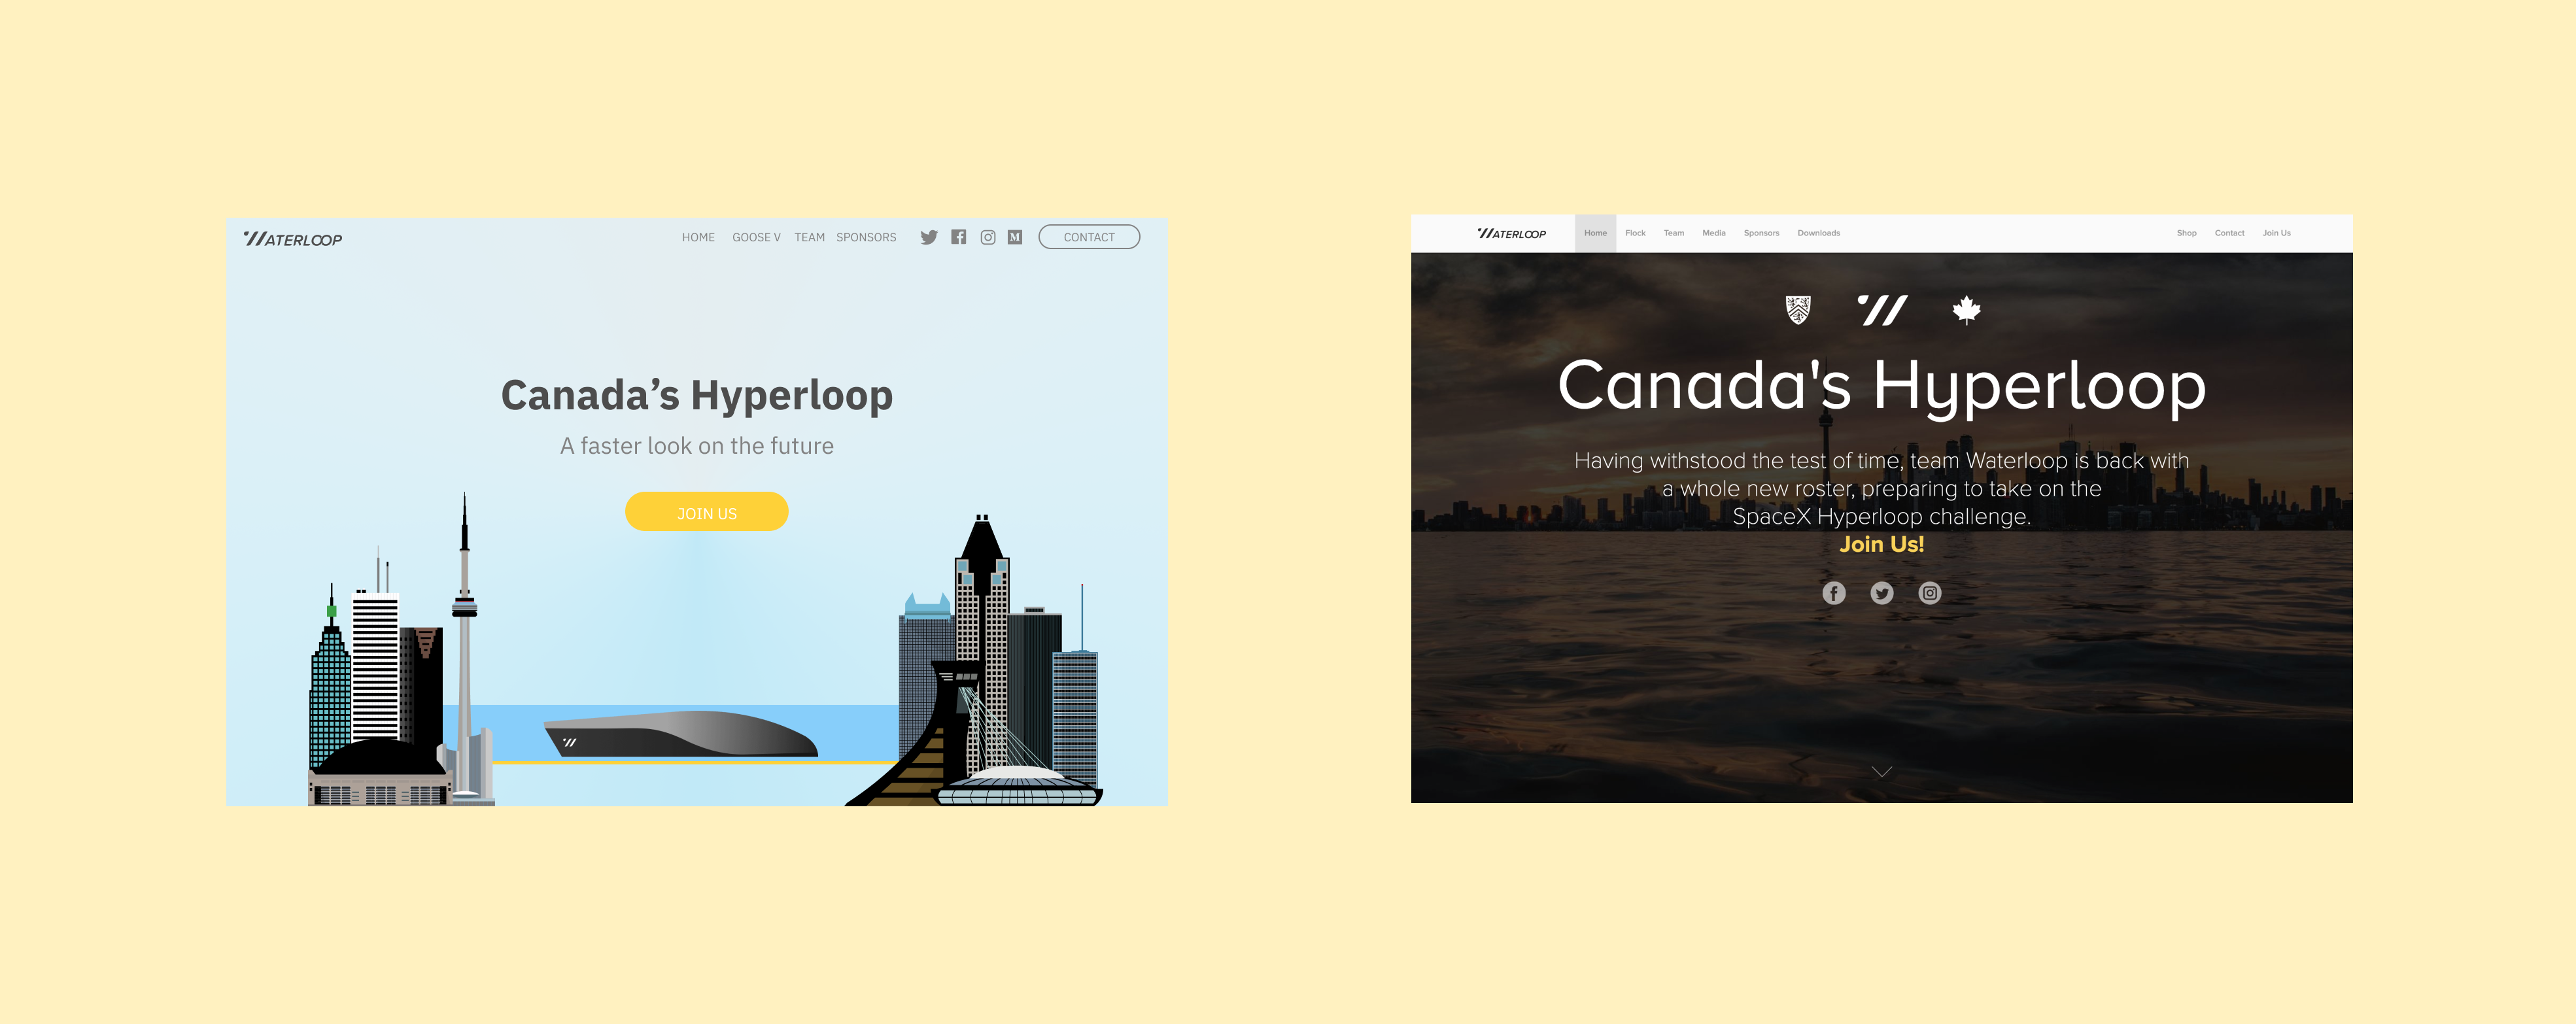 WATERLOOP
HOME GOOSE V TEAM SPONSORS CONTACT
Canada’s Hyperloop
A faster look on the future
JOIN US
WATERLOOP Home Flock Team Media Sponsors Downloads Shop Contact Join Us
Canada's Hyperloop
Having withstood the test of time, team Waterloop is back with
a whole new roster, preparing to take on the
SpaceX Hyperloop challenge.
Join Us!